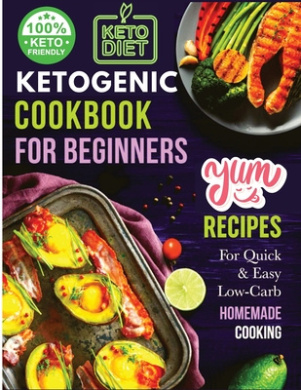 100%
KETO
FRIENDLY
KETO
DIET
KETOGENIC
COOKBOOK
FOR BEGINNERS
yum
RECIPES
For Quick
& Easy
Low-Carb
HOMEMADE
COOKING